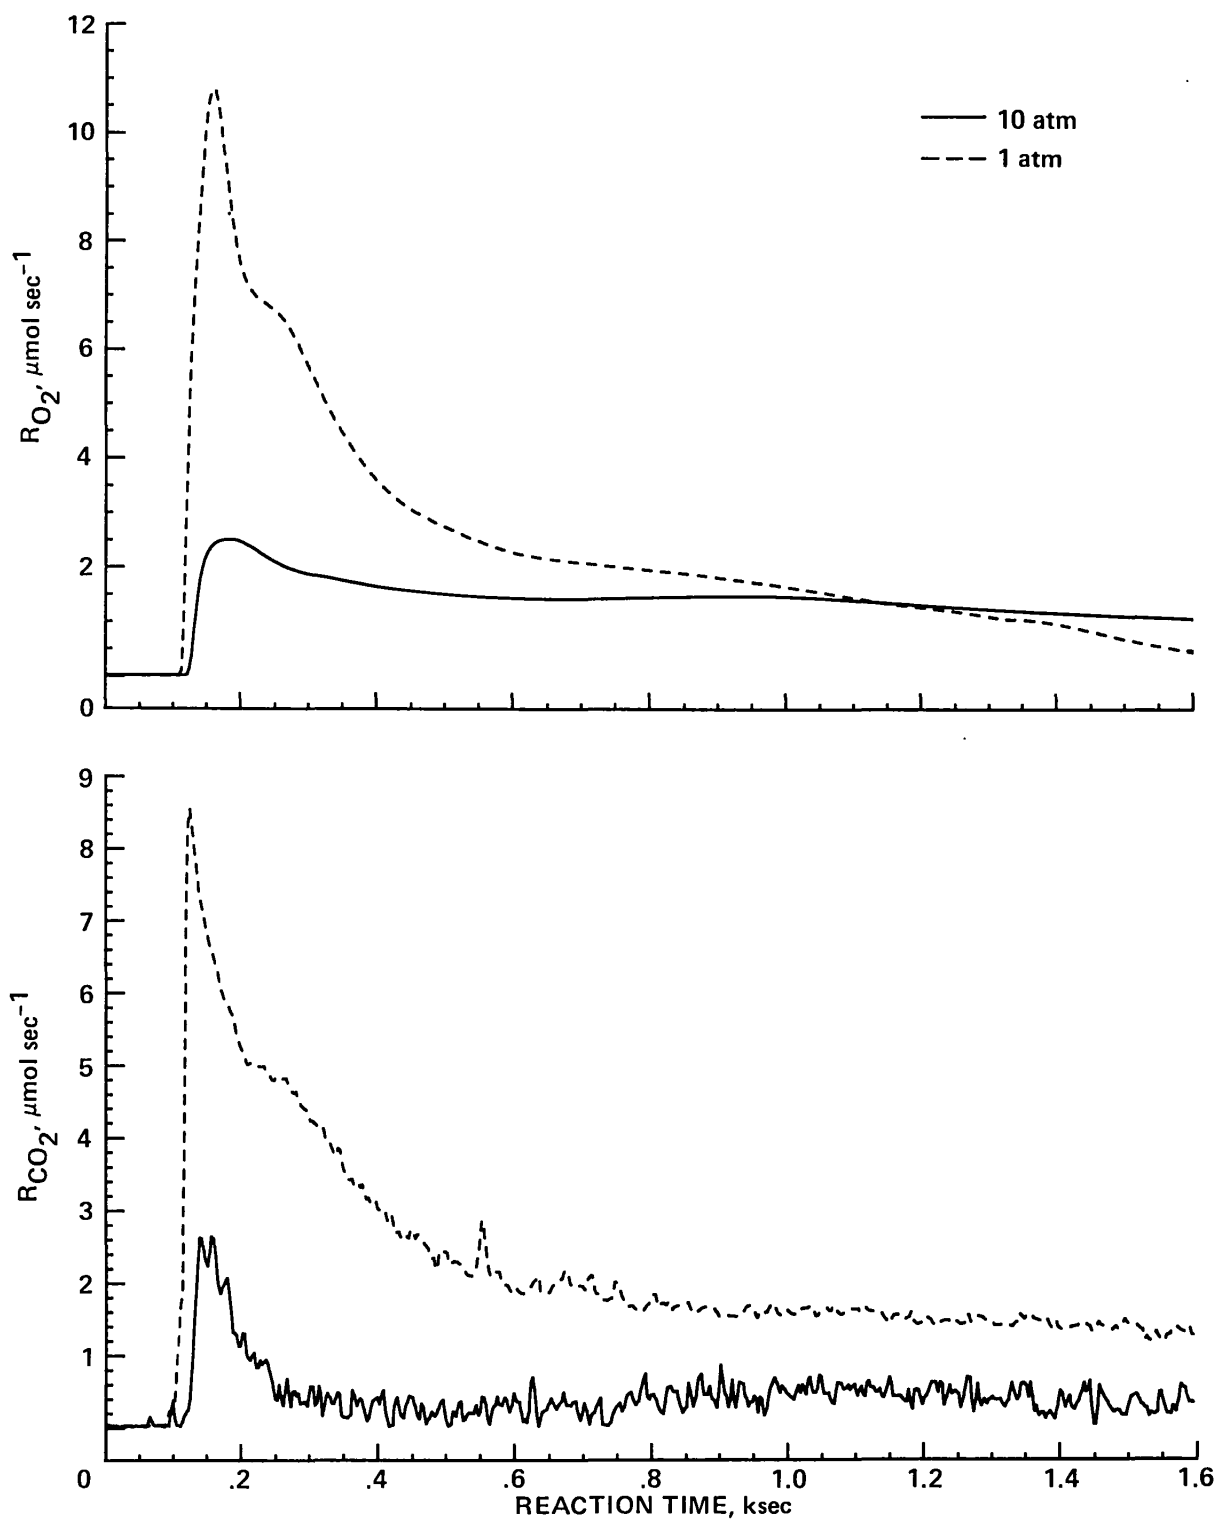 12
10
8
6
4
2
0
R_O2, μmol sec⁻¹
10 atm
1 atm
9
8
7
6
5
4
3
2
1
0
R_CO2, μmol sec⁻¹
.2 .4 .6 .8 1.0 1.2 1.4 1.6
REACTION TIME, ksec